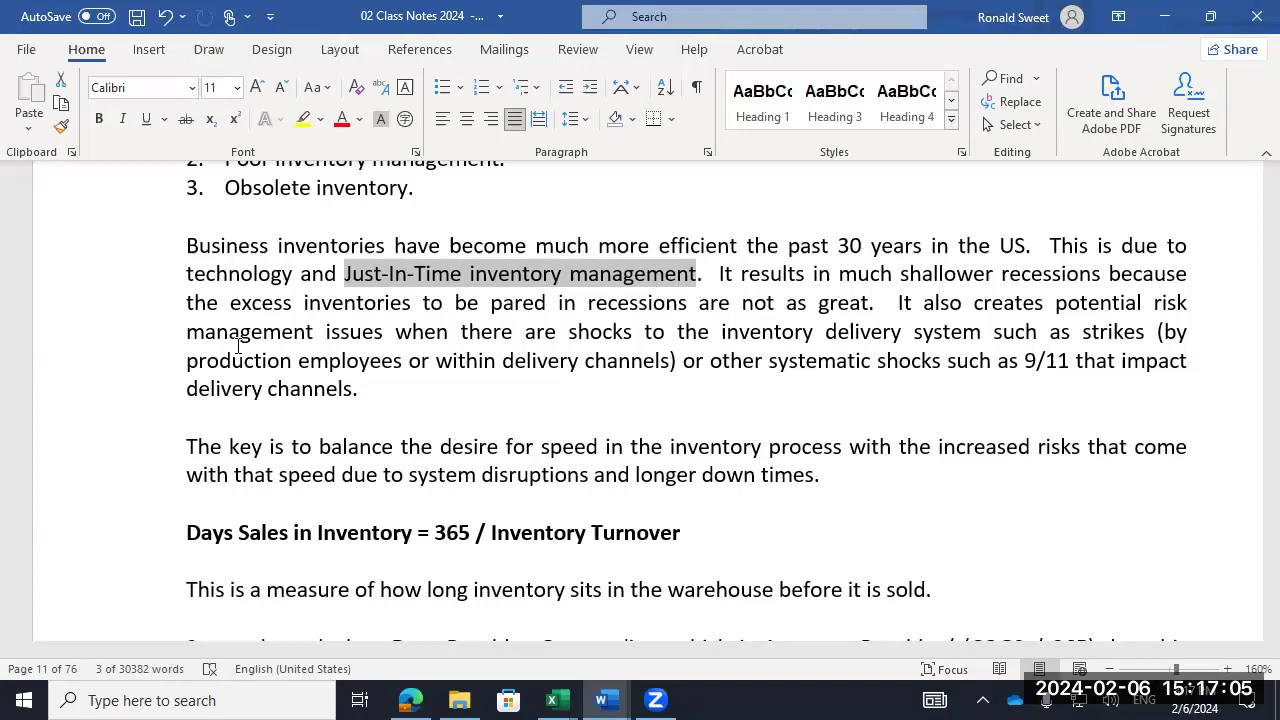 AutoSave Off 02 Class Notes 2024 -... Search Ronald Sweet
File Home Insert Draw Design Layout References Mailings Review View Help Acrobat Share
Paste Calibri 11 Aa A AaBbCc AaBbCc AaBbCc Find
Heading 1 Heading 3 Heading 4 Replace
B I U ab x₂ x² A A A Select Create and Share Adobe PDF Request Signatures
Clipboard Font Paragraph Styles Editing Adobe Acrobat
2. Poor inventory management.
3. Obsolete inventory.
Business inventories have become much more efficient the past 30 years in the US. This is due to
technology and Just-In-Time inventory management. It results in much shallower recessions because
the excess inventories to be pared in recessions are not as great. It also creates potential risk
management issues when there are shocks to the inventory delivery system such as strikes (by
production employees or within delivery channels) or other systematic shocks such as 9/11 that impact
delivery channels.
The key is to balance the desire for speed in the inventory process with the increased risks that come
with that speed due to system disruptions and longer down times.
Days Sales in Inventory = 365 / Inventory Turnover
This is a measure of how long inventory sits in the warehouse before it is sold.
Page 11 of 76 3 of 30382 words English (United States) Focus 160%
Type here to search ENG 2024-02-06 15:17:05
2/6/2024